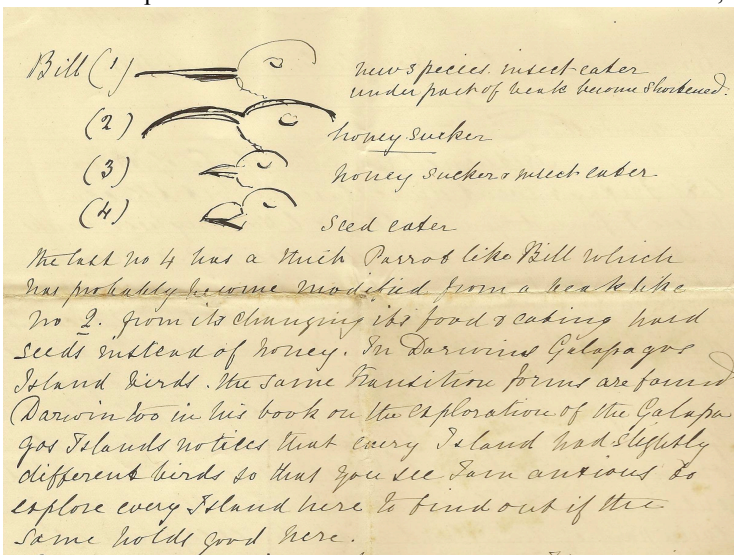 Bill (1) new species. insect eater
under part of beak become shortened.
(2) honey sucker
(3) honey sucker & insect eater
(4) Seed eater
The last no 4 has a thick Parrot like Bill which
has probably become modified from a beak like
no 2. from its changing its food & eating hard
seeds instead of honey. In Darwins Galapagos
Island birds. the same transition forms are found
Darwin too in his book on the exploration of the Galapa
gos Islands notices that every Island had slightly
different birds so that you see I am anxious to
explore every Island here to find out if the
same holds good here.